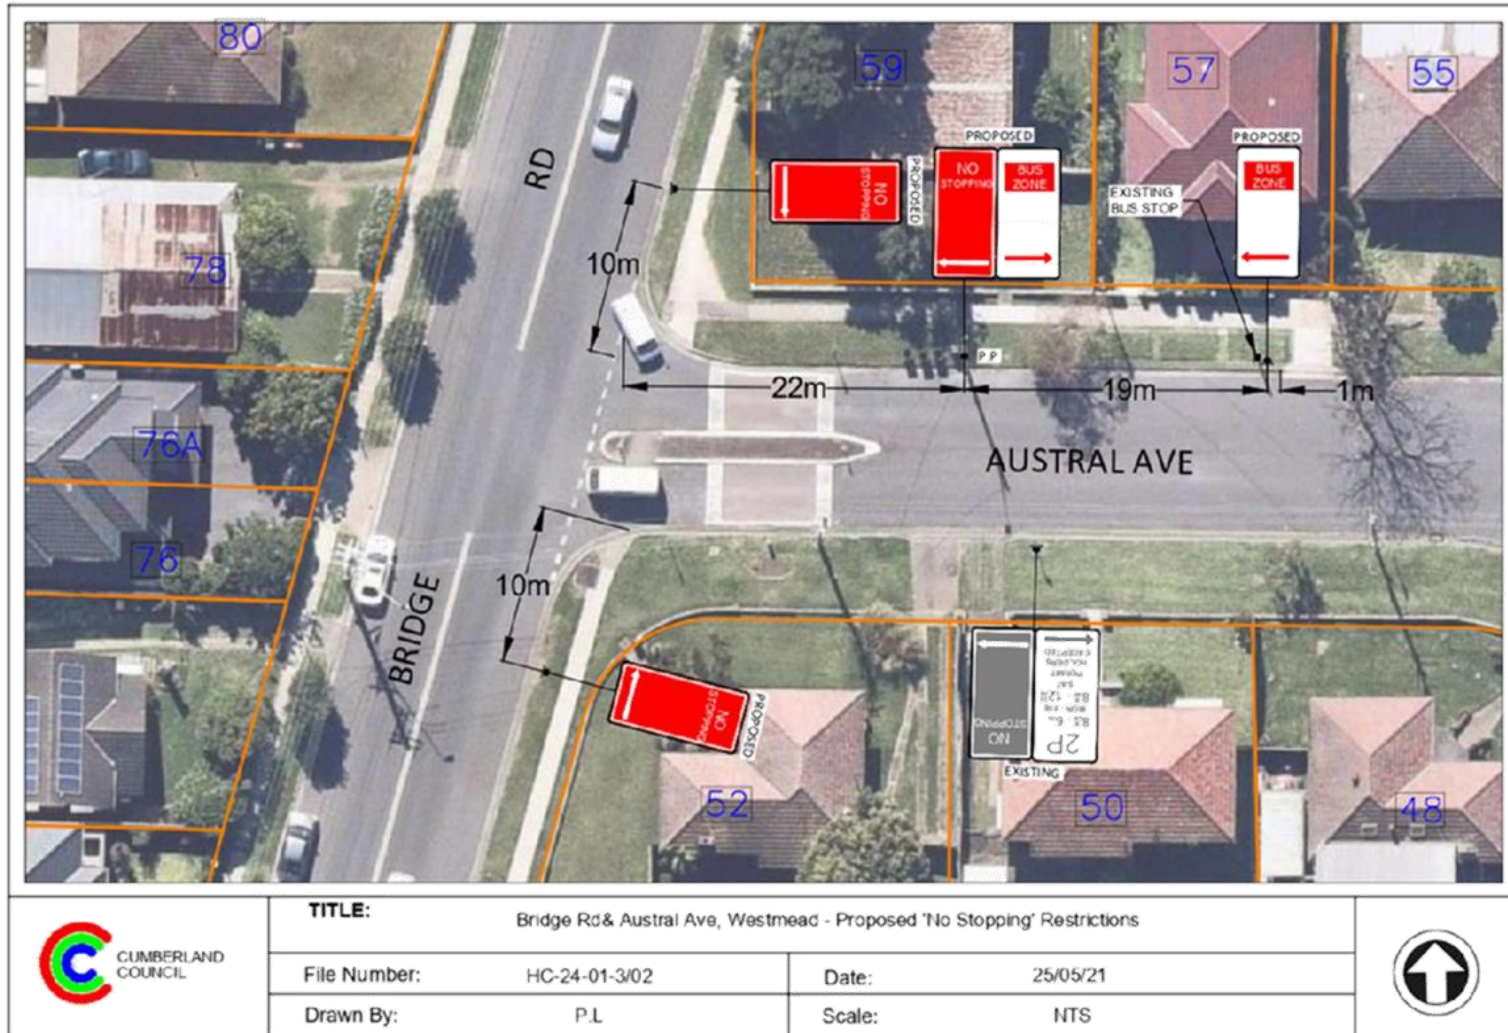 80
59
57
55
RD
PROPOSED
NO
STOPPING
PROPOSED
NO
STOPPING
BUS
ZONE
PROPOSED
BUS
ZONE
EXISTING
BUS STOP
78
10m
P.P
22m
19m
1m
76A
AUSTRAL AVE
76
10m
BRIDGE
NO
STOPPING
PROPOSED
NO
STOPPING
2P
PERMIT
HOLDERS
EXCEPTED
EXISTING
52
50
48
CUMBERLAND
COUNCIL
TITLE:
Bridge Rd& Austral Ave, Westmead - Proposed 'No Stopping' Restrictions
File Number:
HC-24-01-3/02
Date:
25/05/21
Drawn By:
P.L
Scale:
NTS